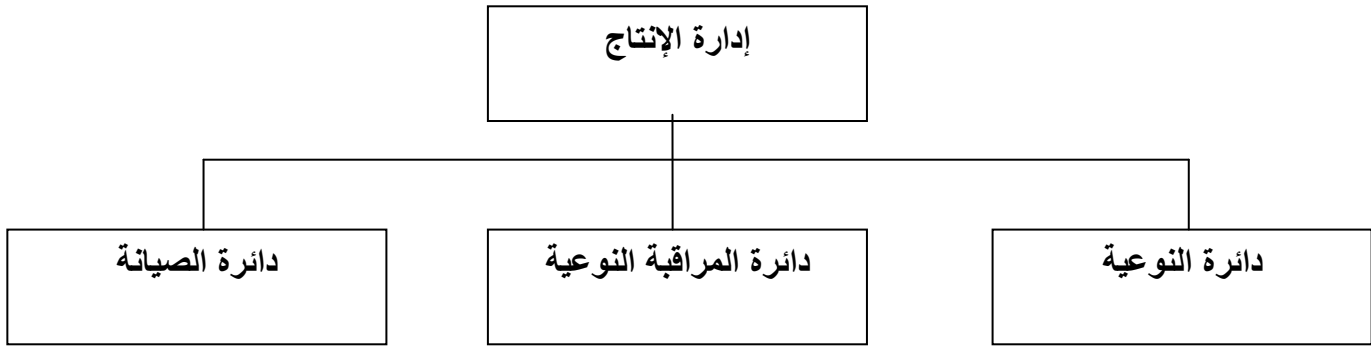 إدارة الإنتاج
دائرة النوعية
دائرة المراقبة النوعية
دائرة الصيانة